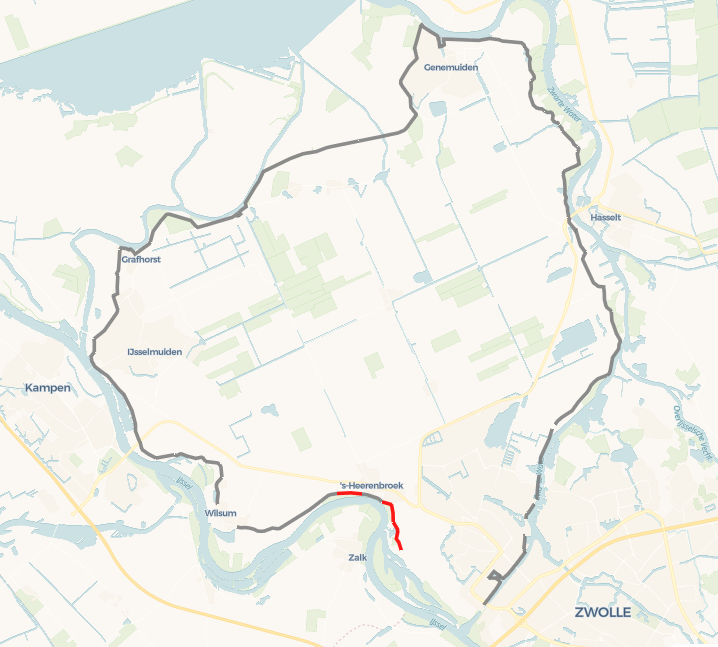 Genemuiden
Zwarte Water
Hasselt
Grafhorst
IJsselmuiden
Kampen
Overijsselsche Vecht
IJssel
's-Heerenbroek
Wilsum
Zalk
ZWOLLE
IJssel